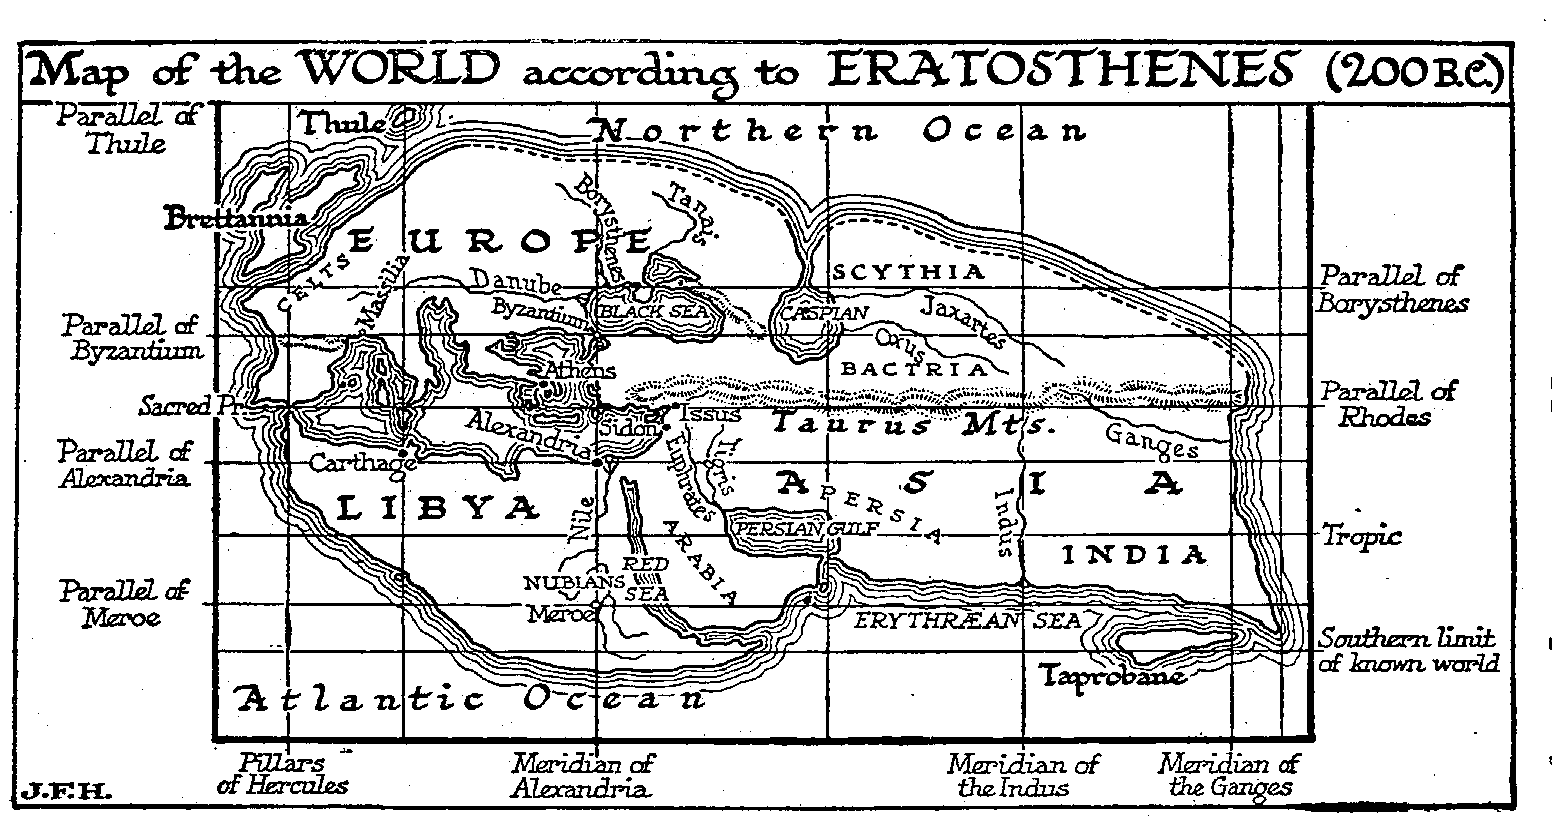 Map of the WORLD according to ERATOSTHENES (200 B.C.)
Parallel of
Thule
Thule
Northern Ocean
Brettannia
EUROPE
Borysthenes
Tanais
CELTS
Massilia
Danube
SCYTHIA
Parallel of
Borysthenes
Parallel of
Byzantium
Byzantium
BLACK SEA
CASPIAN
Jaxartes
Oxus
Athens
BACTRIA
Sacred Pr.
Issus
Taurus Mts.
Parallel of
Rhodes
Alexandria
Sidon
Ganges
Parallel of
Alexandria
Carthage
Euphrates
Tigris
ASIA
LIBYA
Nile
PERSIA
PERSIAN GULF
Indus
Tropic
ARABIA
INDIA
RED
SEA
NUBIANS
Parallel of
Meroe
Meroe
ERYTHRÆAN SEA
Southern limit
of known world
Taprobane
Atlantic Ocean
Pillars
of Hercules
Meridian of
Alexandria
Meridian of
the Indus
Meridian of
the Ganges
J.F.H.